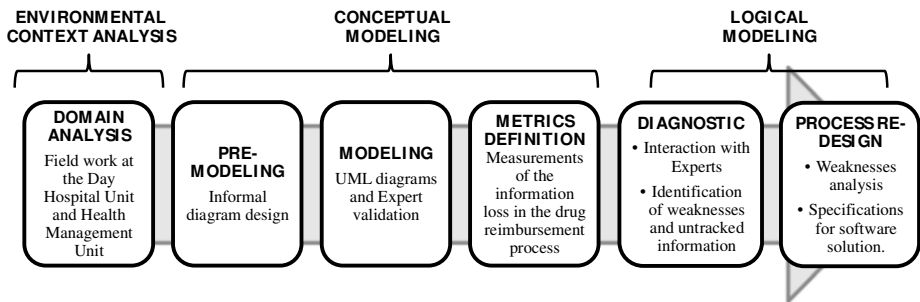 ENVIRONMENTAL
CONTEXT ANALYSIS
CONCEPTUAL
MODELING
LOGICAL
MODELING
DOMAIN
ANALYSIS
Field work at
the Day
Hospital Unit
and Health
Management
Unit
PRE-
MODELING
Informal
diagram design
MODELING
UML diagrams
and Expert
validation
METRICS
DEFINITION
Measurements
of the
information
loss in the drug
reimbursement
process
DIAGNOSTIC
• Interaction with
Experts
• Identification
of weaknesses
and untracked
information
PROCESS RE-
DESIGN
• Weaknesses
analysis
• Specifications
for software
solution.